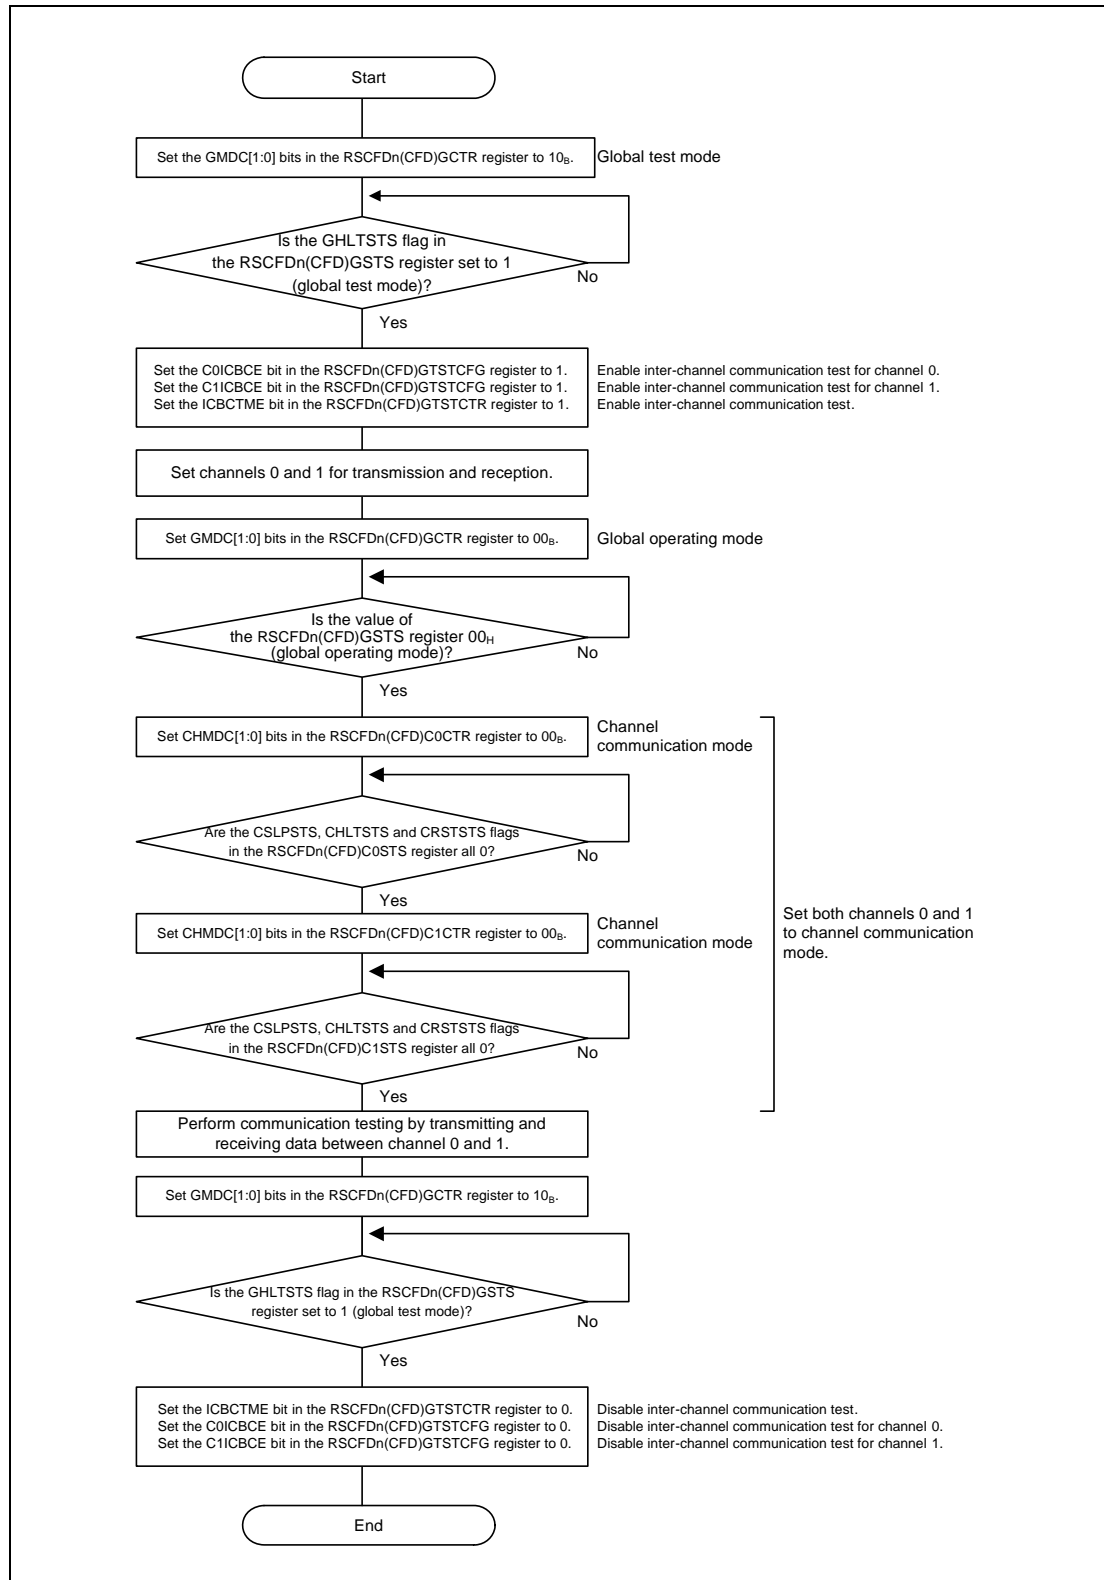 Start
Set the GMDC[1:0] bits in the RSCFDn(CFD)GCTR register to 10B.
Global test mode
Is the GHLTSTS flag in
the RSCFDn(CFD)GSTS register set to 1
(global test mode)?
No
Yes
Set the C0ICBCE bit in the RSCFDn(CFD)GTSTCFG register to 1.
Set the C1ICBCE bit in the RSCFDn(CFD)GTSTCFG register to 1.
Set the ICBCTME bit in the RSCFDn(CFD)GTSTCTR register to 1.
Enable inter-channel communication test for channel 0.
Enable inter-channel communication test for channel 1.
Enable inter-channel communication test.
Set channels 0 and 1 for transmission and reception.
Set GMDC[1:0] bits in the RSCFDn(CFD)GCTR register to 00B.
Global operating mode
Is the value of
the RSCFDn(CFD)GSTS register 00H
(global operating mode)?
No
Yes
Set CHMDC[1:0] bits in the RSCFDn(CFD)C0CTR register to 00B.
Channel
communication mode
Are the CSLPSTS, CHLTSTS and CRSTSTS flags
in the RSCFDn(CFD)C0STS register all 0?
No
Yes
Set CHMDC[1:0] bits in the RSCFDn(CFD)C1CTR register to 00B.
Channel
communication mode
Set both channels 0 and 1
to channel communication
mode.
Are the CSLPSTS, CHLTSTS and CRSTSTS flags
in the RSCFDn(CFD)C1STS register all 0?
No
Yes
Perform communication testing by transmitting and
receiving data between channel 0 and 1.
Set GMDC[1:0] bits in the RSCFDn(CFD)GCTR register to 10B.
Is the GHLTSTS flag in the RSCFDn(CFD)GSTS
register set to 1 (global test mode)?
No
Yes
Set the ICBCTME bit in the RSCFDn(CFD)GTSTCTR register to 0.
Set the C0ICBCE bit in the RSCFDn(CFD)GTSTCFG register to 0.
Set the C1ICBCE bit in the RSCFDn(CFD)GTSTCFG register to 0.
Disable inter-channel communication test.
Disable inter-channel communication test for channel 0.
Disable inter-channel communication test for channel 1.
End